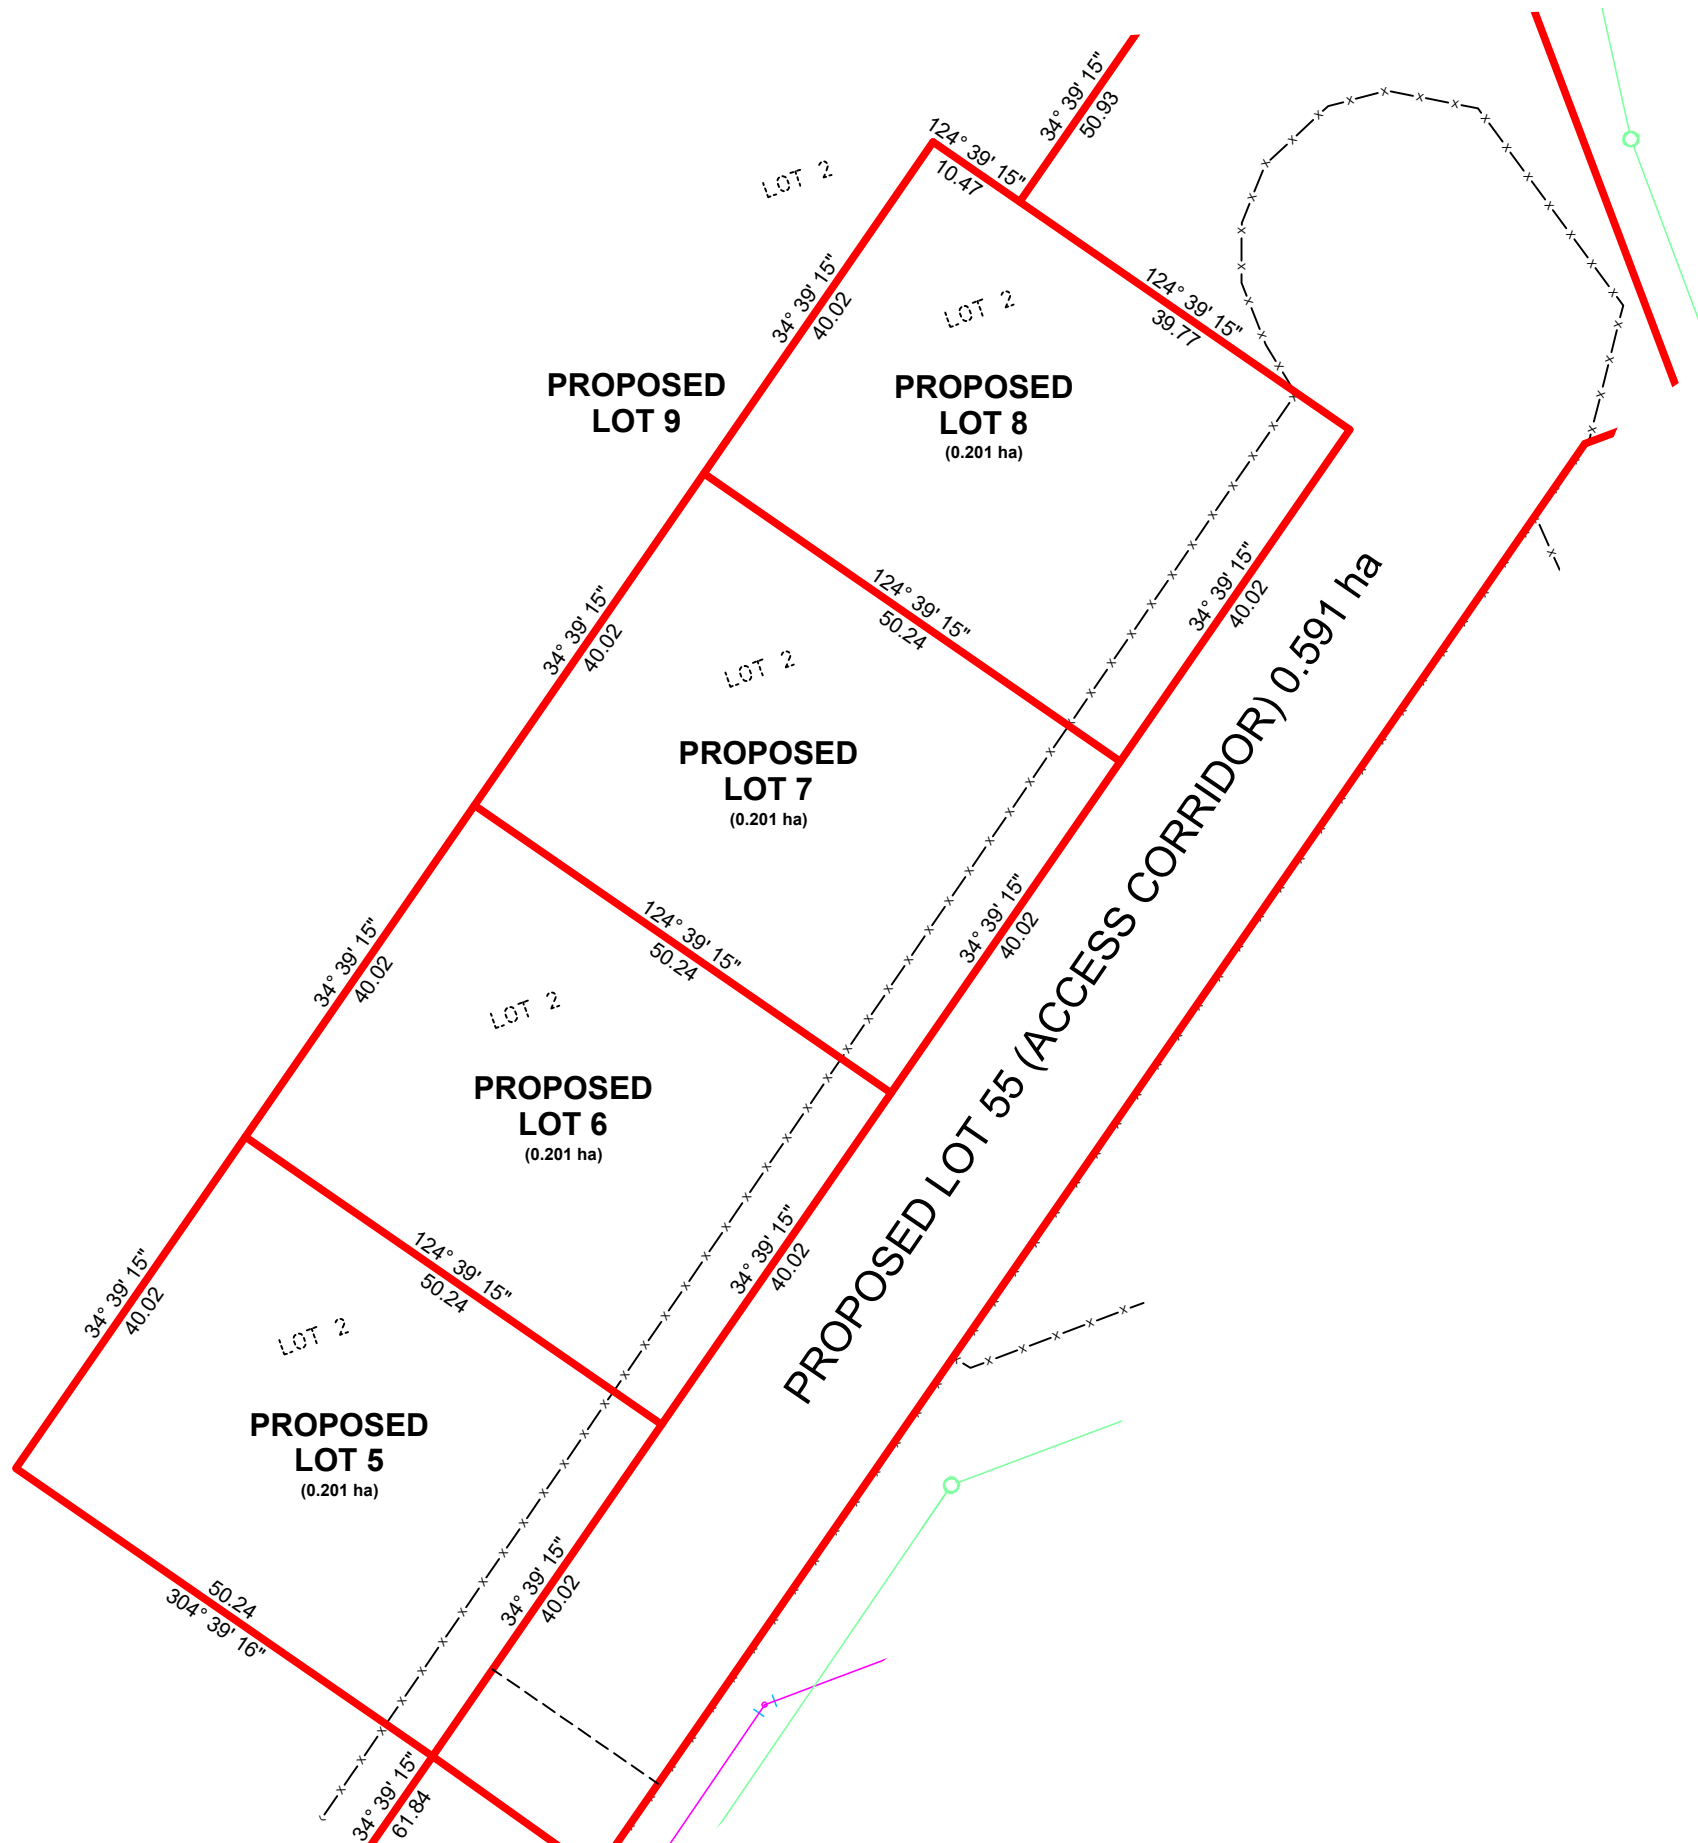 34° 39' 15"
50.93
124° 39' 15"
10.47
LOT 2
34° 39' 15"
40.02
124° 39' 15"
39.77
LOT 2
PROPOSED
LOT 9
PROPOSED
LOT 8
(0.201 ha)
34° 39' 15"
40.02
124° 39' 15"
50.24
34° 39' 15"
40.02
LOT 2
PROPOSED
LOT 7
(0.201 ha)
PROPOSED LOT 55 (ACCESS CORRIDOR) 0.591 ha
34° 39' 15"
40.02
124° 39' 15"
50.24
34° 39' 15"
40.02
LOT 2
PROPOSED
LOT 6
(0.201 ha)
34° 39' 15"
40.02
124° 39' 15"
50.24
34° 39' 15"
40.02
LOT 2
PROPOSED
LOT 5
(0.201 ha)
34° 39' 15"
40.02
50.24
304° 39' 16"
34° 39' 15"
61.84